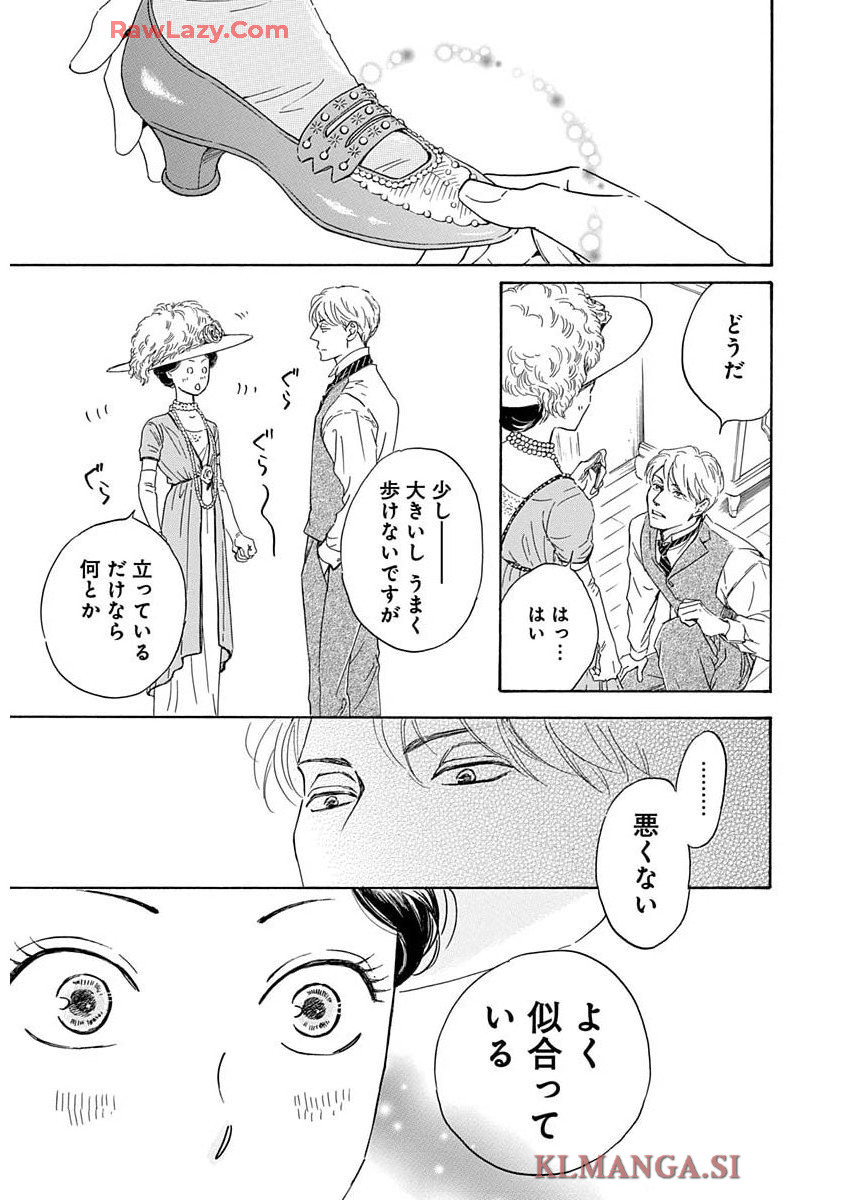 RawLazy.Com
どうだ
はっ…
はい
ぐら
ぐらー
少し――
大きいし うまく
歩けないですが
立っている
だけなら
何とか
………
悪くない
よく
似合って
いる
KLMANGA.SI